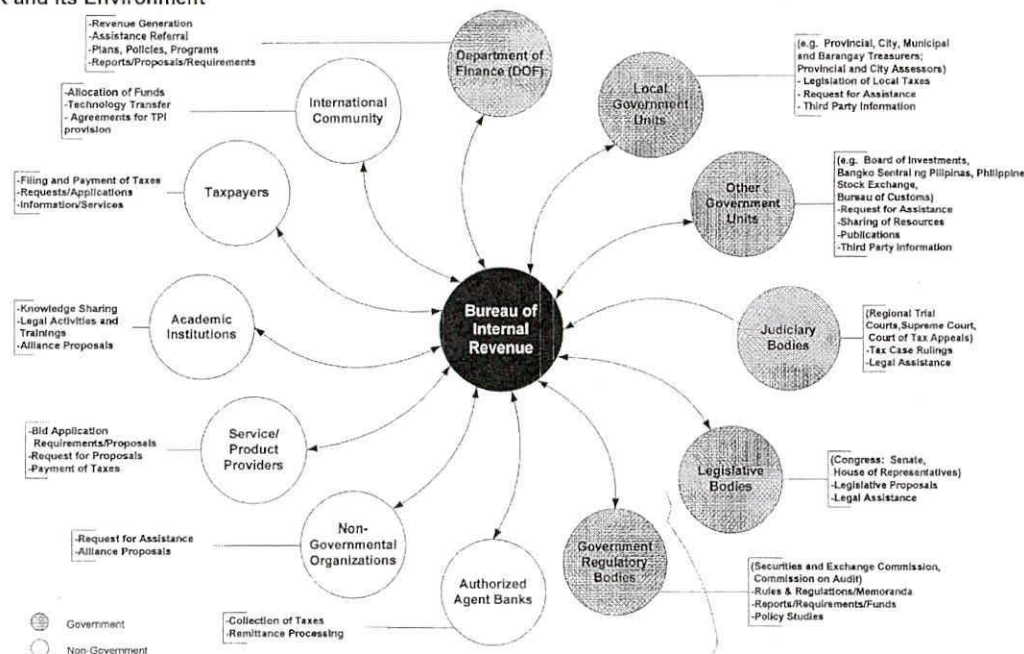 and its Environment
-Revenue Generation
-Assistance Referral
-Plans, Policies, Programs
-Reports/Proposals/Requirements
Department of
Finance (DOF)
(e.g. Provincial, City, Municipal
and Barangay Treasurers;
Provincial and City Assessors)
- Legislation of Local Taxes
- Request for Assistance
- Third Party Information
Local
Government
Units
-Allocation of Funds
-Technology Transfer
- Agreements for TPI
provision
International
Community
(e.g. Board of Investments,
Bangko Sentral ng Pilipinas, Philippine
Stock Exchange,
Bureau of Customs)
-Request for Assistance
-Sharing of Resources
-Publications
-Third Party Information
Other
Government
Units
-Filing and Payment of Taxes
-Requests/Applications
-Information/Services
Taxpayers
Bureau of
Internal
Revenue
-Knowledge Sharing
-Legal Activities and
Trainings
-Alliance Proposals
Academic
Institutions
Judiciary
Bodies
(Regional Trial
Courts,Supreme Court,
Court of Tax Appeals)
-Tax Case Rulings
-Legal Assistance
-Bid Application
Requirements/Proposals
-Request for Proposals
-Payment of Taxes
Service/
Product
Providers
Legislative
Bodies
(Congress: Senate,
House of Representatives)
-Legislative Proposals
-Legal Assistance
-Request for Assistance
-Alliance Proposals
Non-
Governmental
Organizations
Government
Regulatory
Bodies
(Securities and Exchange Commission,
Commission on Audit)
-Rules & Regulations/Memoranda
-Reports/Requirements/Funds
-Policy Studies
Authorized
Agent Banks
-Collection of Taxes
-Remittance Processing
Government
Non-Government